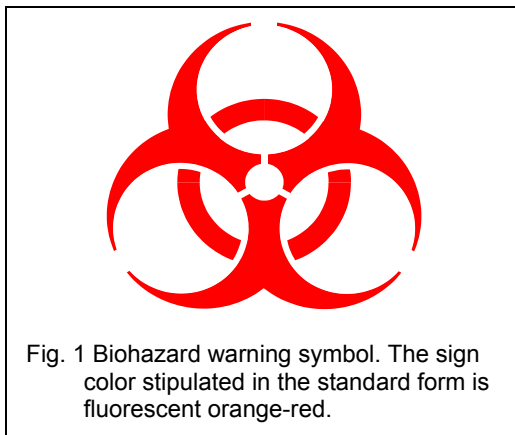 Fig. 1 Biohazard warning symbol. The sign
color stipulated in the standard form is
fluorescent orange-red.